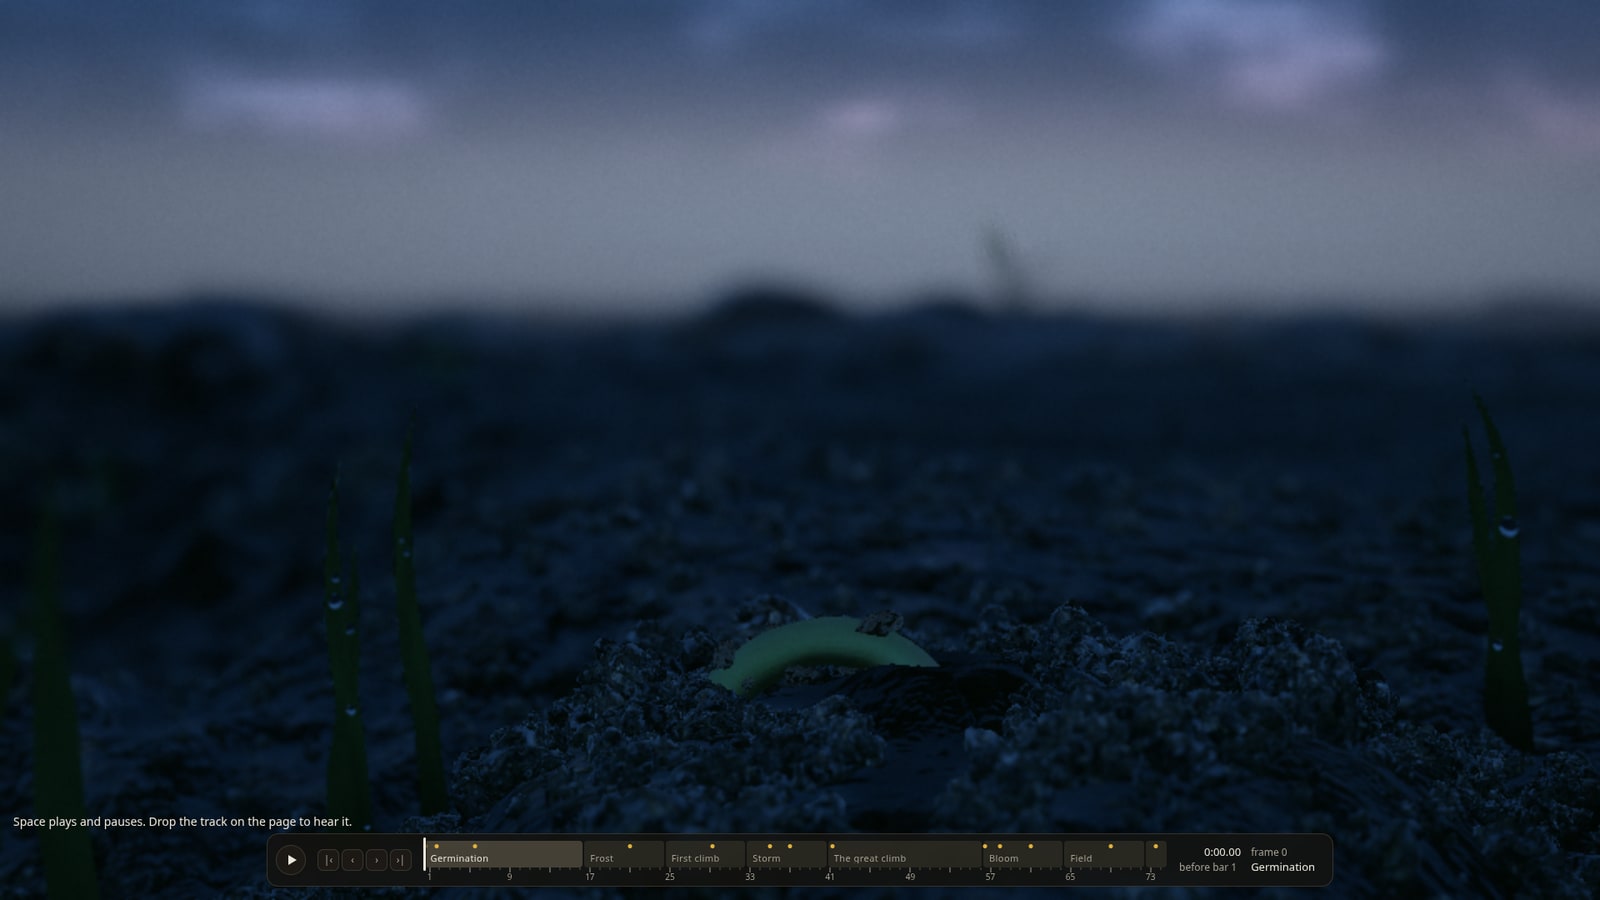 Space plays and pauses. Drop the track on the page to hear it.
Germination Frost First climb Storm The great climb Bloom Field
1 9 17 25 33 41 49 57 65 73
0:00.00 frame 0
before bar 1 Germination